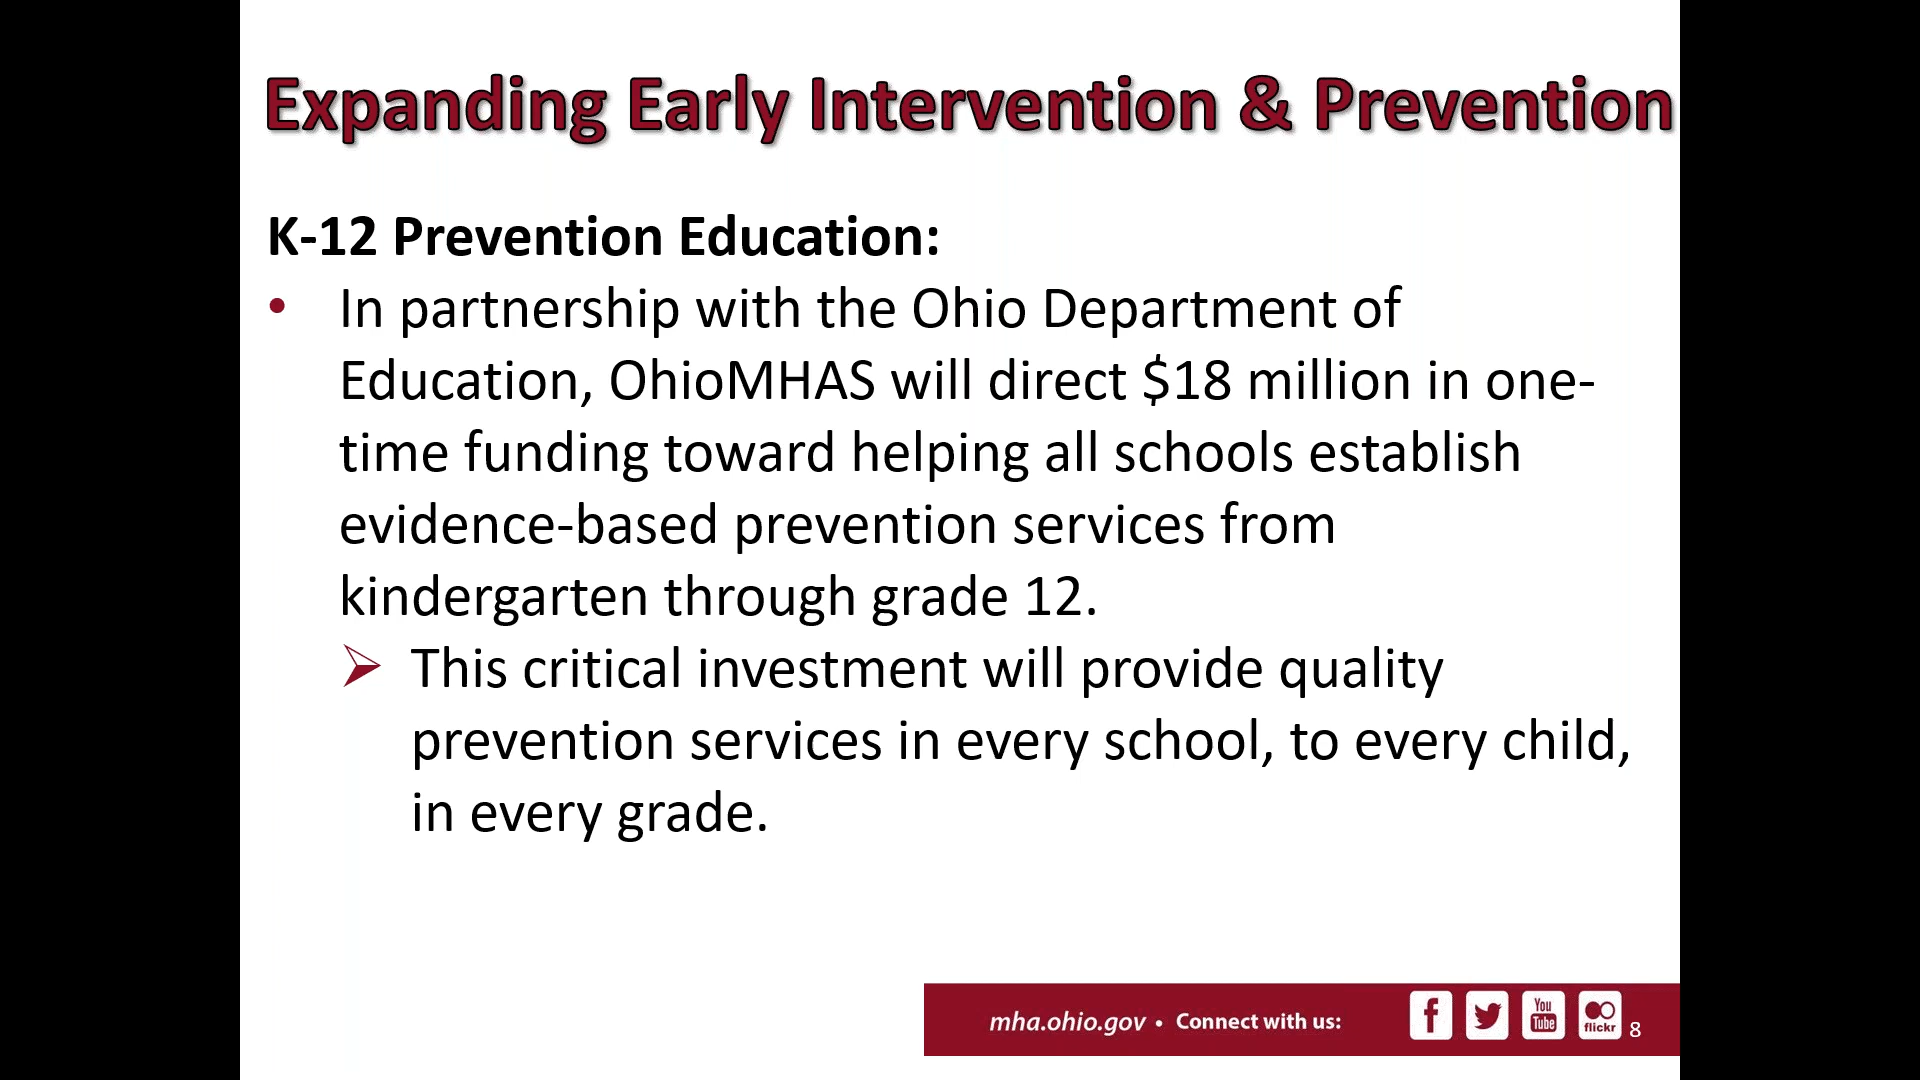 Expanding Early Intervention & Prevention
K-12 Prevention Education:
• In partnership with the Ohio Department of
Education, OhioMHAS will direct $18 million in one-
time funding toward helping all schools establish
evidence-based prevention services from
kindergarten through grade 12.
➢ This critical investment will provide quality
prevention services in every school, to every child,
in every grade.
mha.ohio.gov • Connect with us: f You Tube flickr 8